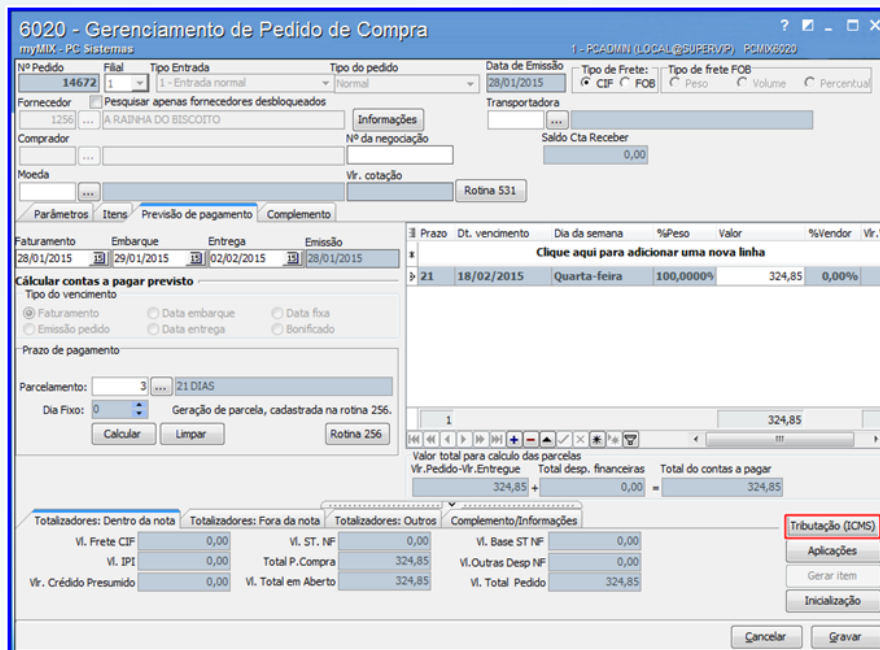 6020 - Gerenciamento de Pedido de Compra
myMIX - PC Sistemas
1 - PCADMIN (LOCAL@SUPERVIP) PCMIX6020
Nº Pedido Filial Tipo Entrada Tipo do pedido Data de Emissão Tipo de Frete: Tipo de frete FOB
14672 1 1 - Entrada normal Normal 28/01/2015 CIF FOB Peso Volume Percentual
Fornecedor Pesquisar apenas fornecedores desbloqueados Transportadora
1256 ... A RAINHA DO BISCOITO Informações ...
Comprador Nº da negociação Saldo Cta Receber
... 0,00
Moeda Vlr. cotação
... Rotina 531
Parâmetros Itens Previsão de pagamento Complemento
Prazo Dt. vencimento Dia da semana %Peso Valor %Vendor Vlr.
Clique aqui para adicionar uma nova linha
21 18/02/2015 Quarta-feira 100,0000% 324,85 0,00%
1 324,85
Faturamento Embarque Entrega Emissão
28/01/2015 15 29/01/2015 15 02/02/2015 15 28/01/2015
Cálcular contas a pagar previsto
Tipo do vencimento
Faturamento Data embarque Data fixa
Emissão pedido Data entrega Bonificado
Prazo de pagamento
Parcelamento: 3 ... 21 DIAS
Dia Fixo: 0 Geração de parcela, cadastrada na rotina 256.
Calcular Limpar Rotina 256
Valor total para calculo das parcelas
Vlr.Pedido-Vlr.Entregue Total desp. financeiras Total do contas a pagar
324,85 + 0,00 = 324,85
Totalizadores: Dentro da nota Totalizadores: Fora da nota Totalizadores: Outros Complemento/Informações
Vl. Frete CIF 0,00 Vl. ST. NF 0,00 Vl. Base ST NF 0,00
Vl. IPI 0,00 Total P.Compra 324,85 Vl.Outras Desp NF 0,00
Vlr. Crédido Presumido 0,00 Vl. Total em Aberto 324,85 Vl. Total Pedido 324,85
Tributação (ICMS)
Aplicações
Gerar item
Inicialização
Cancelar Gravar